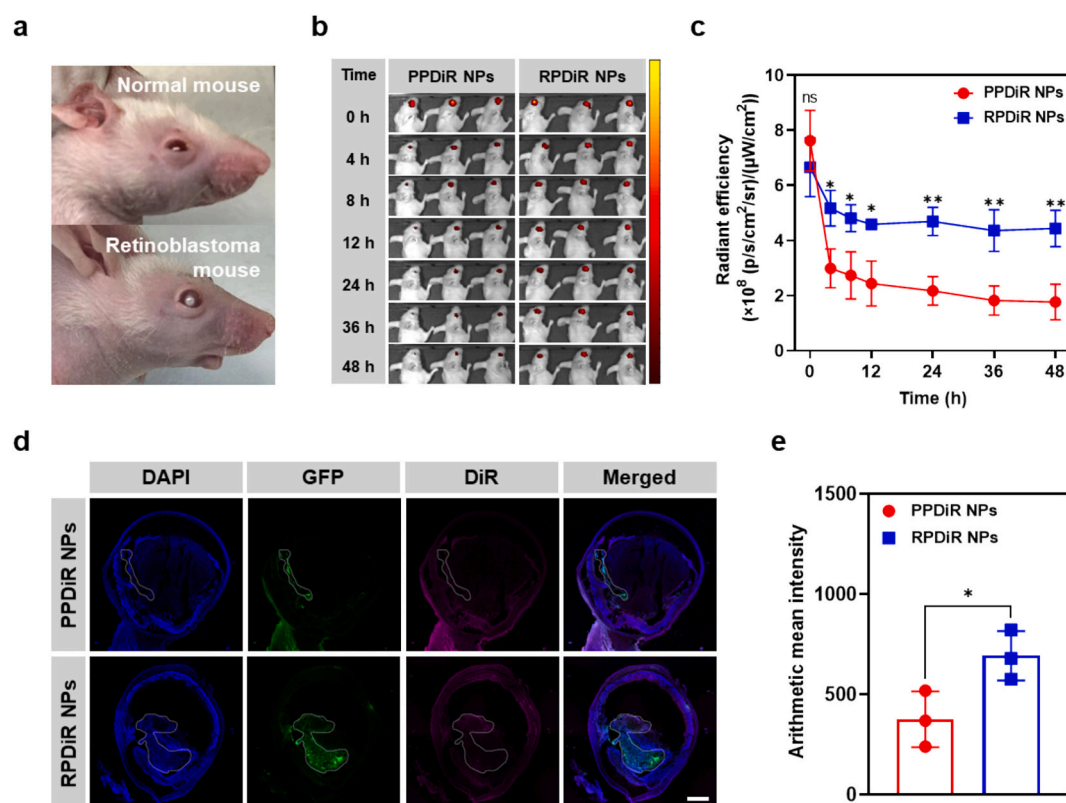 a
Normal mouse
Retinoblastoma
mouse
b
Time
PPDiR NPs
RPDiR NPs
0 h
4 h
8 h
12 h
24 h
36 h
48 h
c
Radiant efficiency
(×10⁸ (p/s/cm²/sr)/(μW/cm²))
10
8
6
4
2
0
ns
*
*
*
**
**
**
PPDiR NPs
RPDiR NPs
0
12
24
36
48
Time (h)
d
DAPI
GFP
DiR
Merged
PPDiR NPs
RPDiR NPs
e
Arithmetic mean intensity
1500
1000
500
0
PPDiR NPs
RPDiR NPs
*